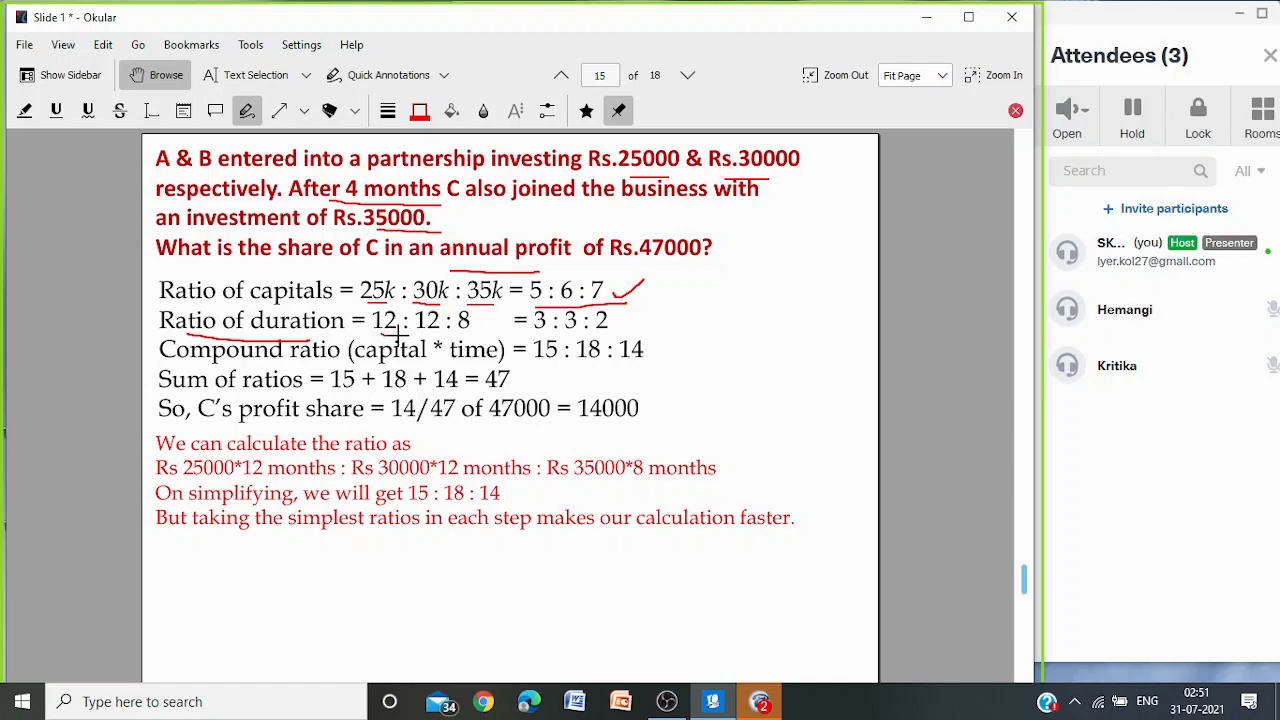 Slide 1 * - Okular
File View Edit Go Bookmarks Tools Settings Help
Show Sidebar Browse Text Selection Quick Annotations 15 of 18 Zoom Out Fit Page Zoom In
A & B entered into a partnership investing Rs.25000 & Rs.30000
respectively. After 4 months C also joined the business with
an investment of Rs.35000.
What is the share of C in an annual profit of Rs.47000?
Ratio of capitals = 25k : 30k : 35k = 5 : 6 : 7
Ratio of duration = 12 : 12 : 8 = 3 : 3 : 2
Compound ratio (capital * time) = 15 : 18 : 14
Sum of ratios = 15 + 18 + 14 = 47
So, C’s profit share = 14/47 of 47000 = 14000
We can calculate the ratio as
Rs 25000*12 months : Rs 30000*12 months : Rs 35000*8 months
On simplifying, we will get 15 : 18 : 14
But taking the simplest ratios in each step makes our calculation faster.
Attendees (3)
Open Hold Lock Rooms
Search All
+ Invite participants
SK... (you) Host Presenter
lyer.kol27@gmail.com
Hemangi
Kritika
Type here to search
34
2
ENG
02:51
31-07-2021